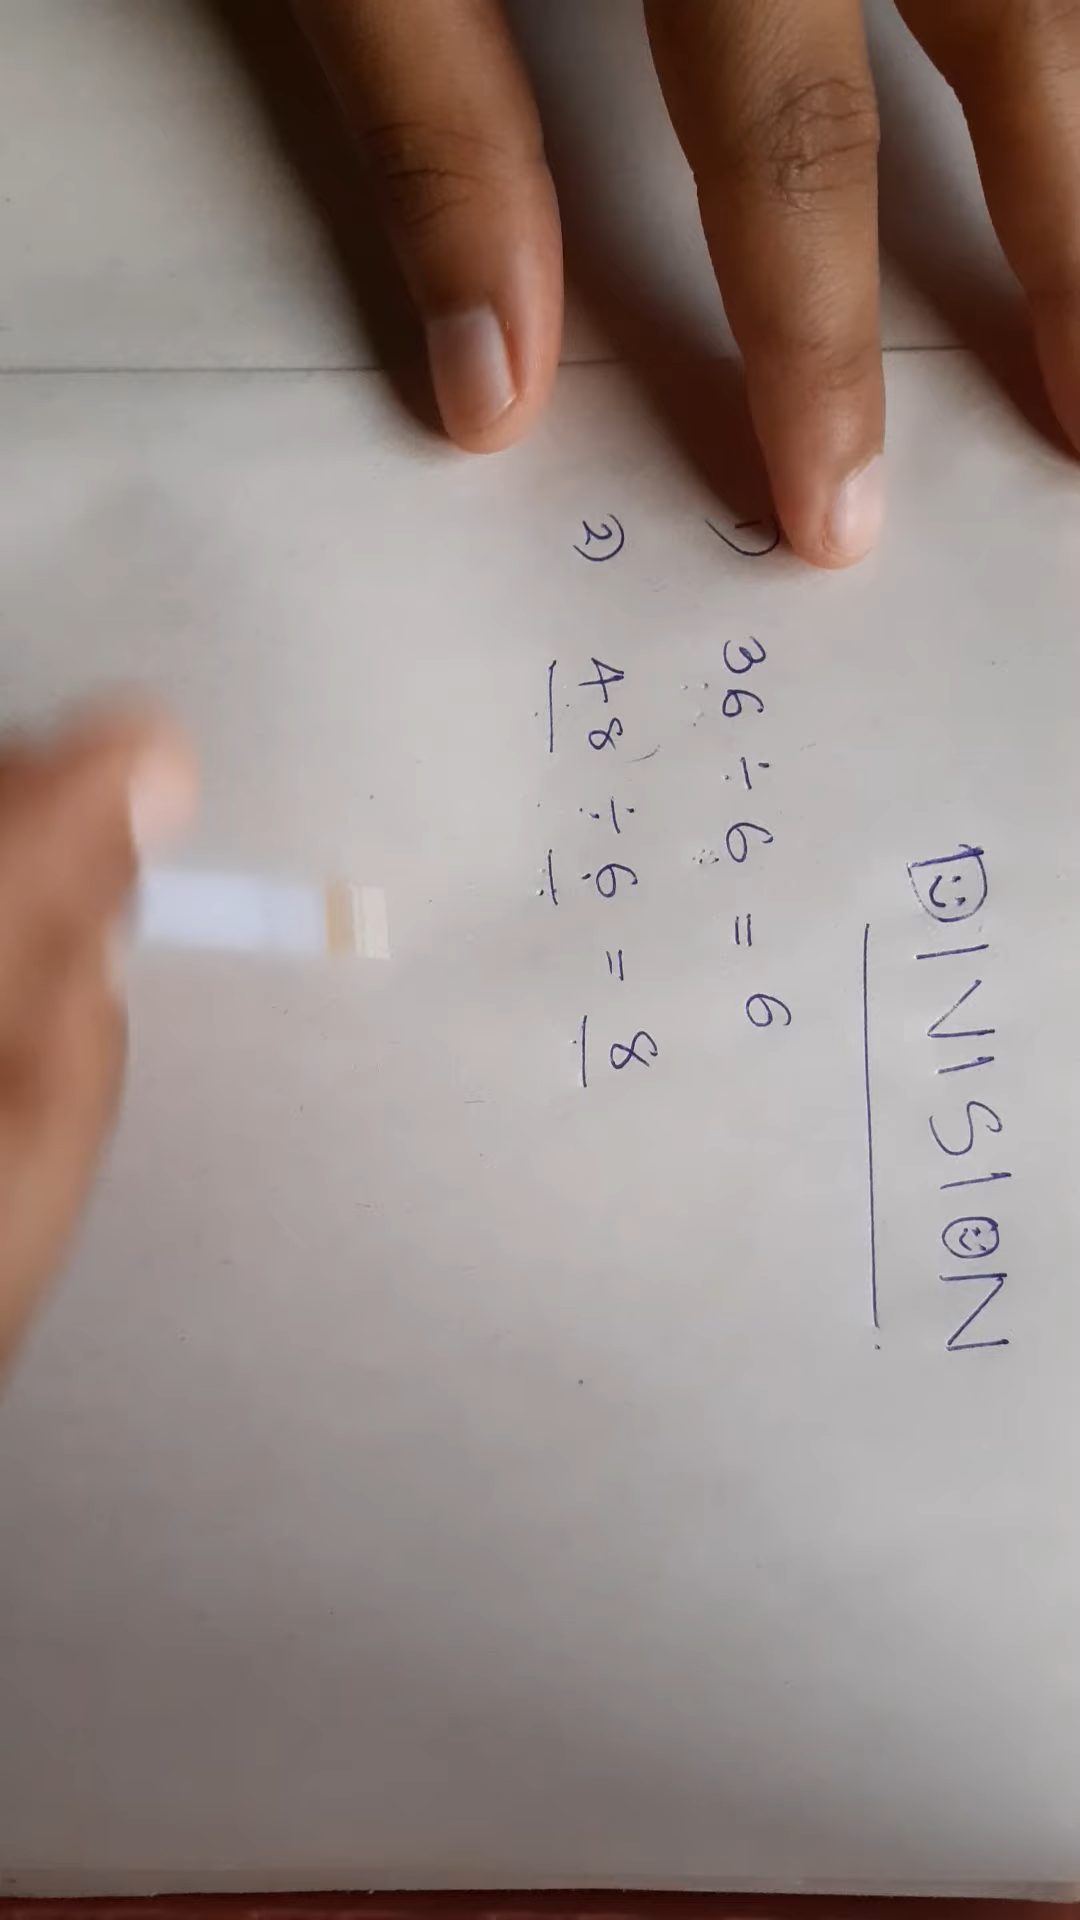 DIVISION
1) 36 ÷ 6 = 6
2) 48 ÷ 6 = 8